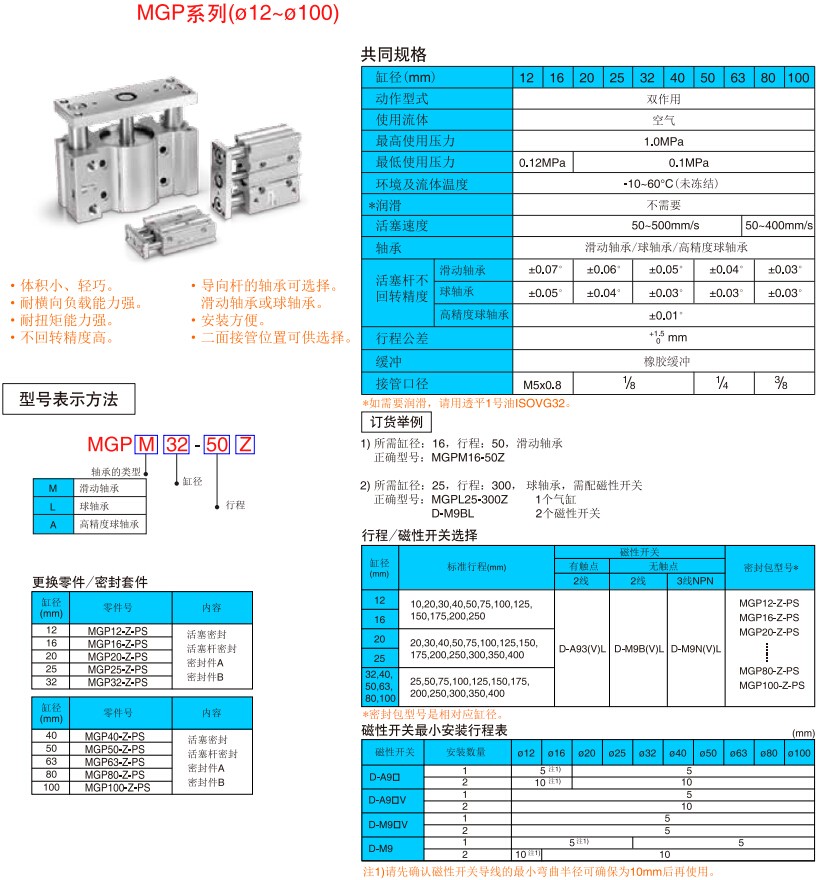 MGP系列(ø12~ø100)
·体积小、轻巧。
·耐横向负载能力强。
·耐扭矩能力强。
·不回转精度高。
·导向杆的轴承可选择。
滑动轴承或球轴承。
·安装方便。
·二面接管位置可供选择。
型号表示方法
MGP M 32 - 50 Z
轴承的类型
缸径
行程
M 滑动轴承
L 球轴承
A 高精度球轴承
更换零件/密封套件
缸径(mm) 零件号 内容
12 MGP12-Z-PS
16 MGP16-Z-PS
20 MGP20-Z-PS
25 MGP25-Z-PS
32 MGP32-Z-PS
活塞密封
活塞杆密封
密封件A
密封件B
缸径(mm) 零件号 内容
40 MGP40-Z-PS
50 MGP50-Z-PS
63 MGP63-Z-PS
80 MGP80-Z-PS
100 MGP100-Z-PS
活塞密封
活塞杆密封
密封件A
密封件B
共同规格
缸径(mm) 12 16 20 25 32 40 50 63 80 100
动作型式 双作用
使用流体 空气
最高使用压力 1.0MPa
最低使用压力 0.12MPa 0.1MPa
环境及流体温度 -10~60°C(未冻结)
*润滑 不需要
活塞速度 50~500mm/s 50~400mm/s
轴承 滑动轴承/球轴承/高精度球轴承
活塞杆不回转精度 滑动轴承 ±0.07° ±0.06° ±0.05° ±0.04° ±0.03°
球轴承 ±0.05° ±0.04° ±0.03° ±0.03° ±0.03°
高精度球轴承 ±0.01°
行程公差 +1.5 0 mm
缓冲 橡胶缓冲
接管口径 M5x0.8 1/8 1/4 3/8
*如需要润滑，请用透平1号油ISOVG32。
订货举例
1) 所需缸径：16，行程：50，滑动轴承
正确型号：MGPM16-50Z
2) 所需缸径：25，行程：300， 球轴承，需配磁性开关
正确型号：MGPL25-300Z 1个气缸
D-M9BL 2个磁性开关
行程/磁性开关选择
缸径(mm) 标准行程(mm) 磁性开关 密封包型号*
有触点 无触点
2线 2线 3线NPN
12
16
10,20,30,40,50,75,100,125,
150,175,200,250
20
25
20,30,40,50,75,100,125,150,
175,200,250,300,350,400
32,40,
50,63,
80,100
25,50,75,100,125,150,175,
200,250,300,350,400
D-A93(V)L D-M9B(V)L D-M9N(V)L
MGP12-Z-PS
MGP16-Z-PS
MGP20-Z-PS
MGP80-Z-PS
MGP100-Z-PS
*密封包型号是相对应缸径。
磁性开关最小安装行程表 (mm)
磁性开关 安装数量 ø12 ø16 ø20 ø25 ø32 ø40 ø50 ø63 ø80 ø100
D-A9□ 1 5 注1) 5
2 10 注1) 10
D-A9□V 1 5
2 10
D-M9□V 1 5
2 5
D-M9 1 5 注1) 5
2 10 注1) 10
注1)请先确认磁性开关导线的最小弯曲半径可确保为10mm后再使用。